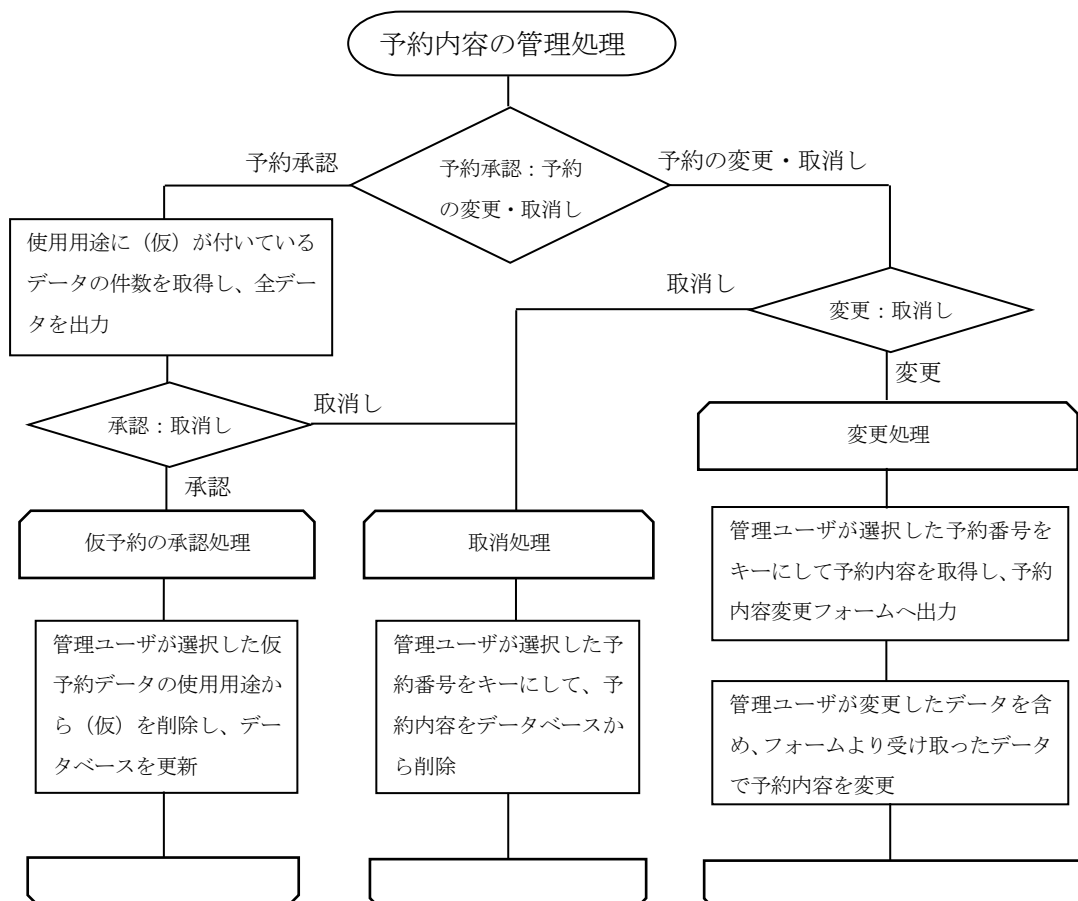 予約内容の管理処理
予約承認
予約承認：予約
の変更・取消し
予約の変更・取消し
使用用途に（仮）が付いている
データの件数を取得し、全デー
タを出力
取消し
変更：取消し
変更
承認：取消し
取消し
承認
変更処理
仮予約の承認処理
取消処理
管理ユーザが選択した予約番号を
キーにして予約内容を取得し、予約
内容変更フォームへ出力
管理ユーザが選択した仮
予約データの使用用途か
ら（仮）を削除し、デー
タベースを更新
管理ユーザが選択した予
約番号をキーにして、予
約内容をデータベースか
ら削除
管理ユーザが変更したデータを含
め、フォームより受け取ったデータ
で予約内容を変更